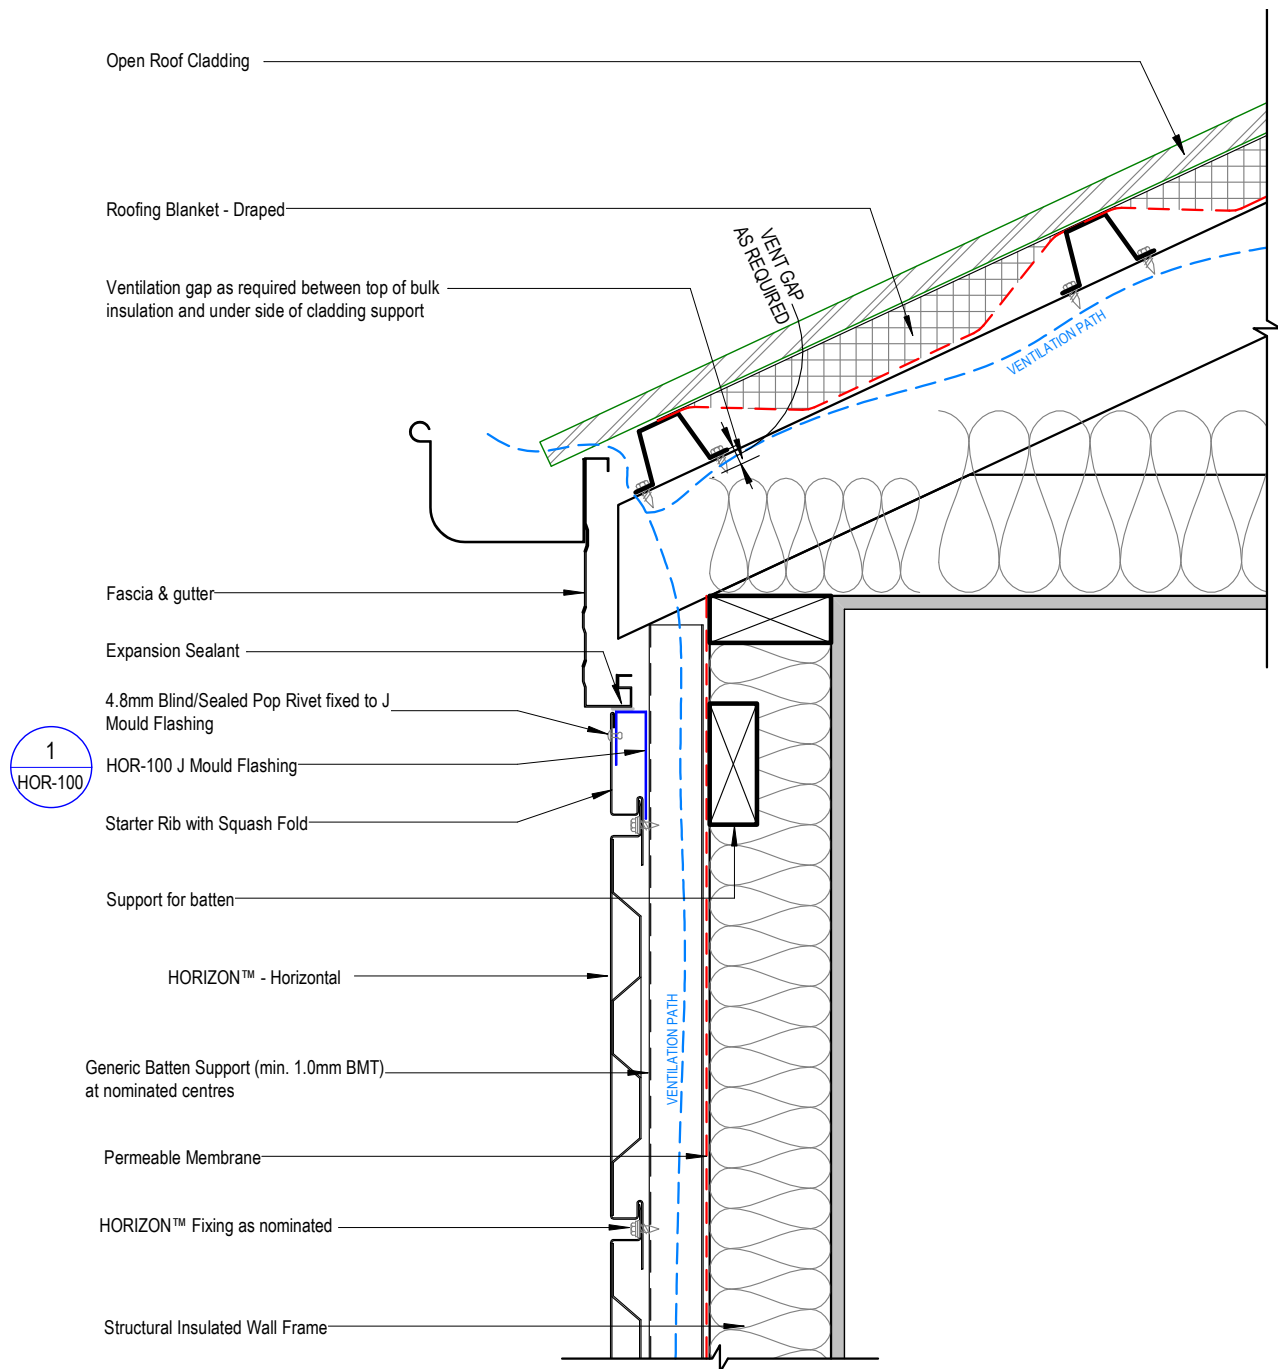 Open Roof Cladding
Roofing Blanket - Draped
VENT GAP
AS REQUIRED
Ventilation gap as required between top of bulk
insulation and under side of cladding support
VENTILATION PATH
Fascia & gutter
Expansion Sealant
4.8mm Blind/Sealed Pop Rivet fixed to J
Mould Flashing
1
HOR-100
HOR-100 J Mould Flashing
Starter Rib with Squash Fold
Support for batten
HORIZON™ - Horizontal
VENTILATION PATH
Generic Batten Support (min. 1.0mm BMT)
at nominated centres
Permeable Membrane
HORIZON™ Fixing as nominated
Structural Insulated Wall Frame